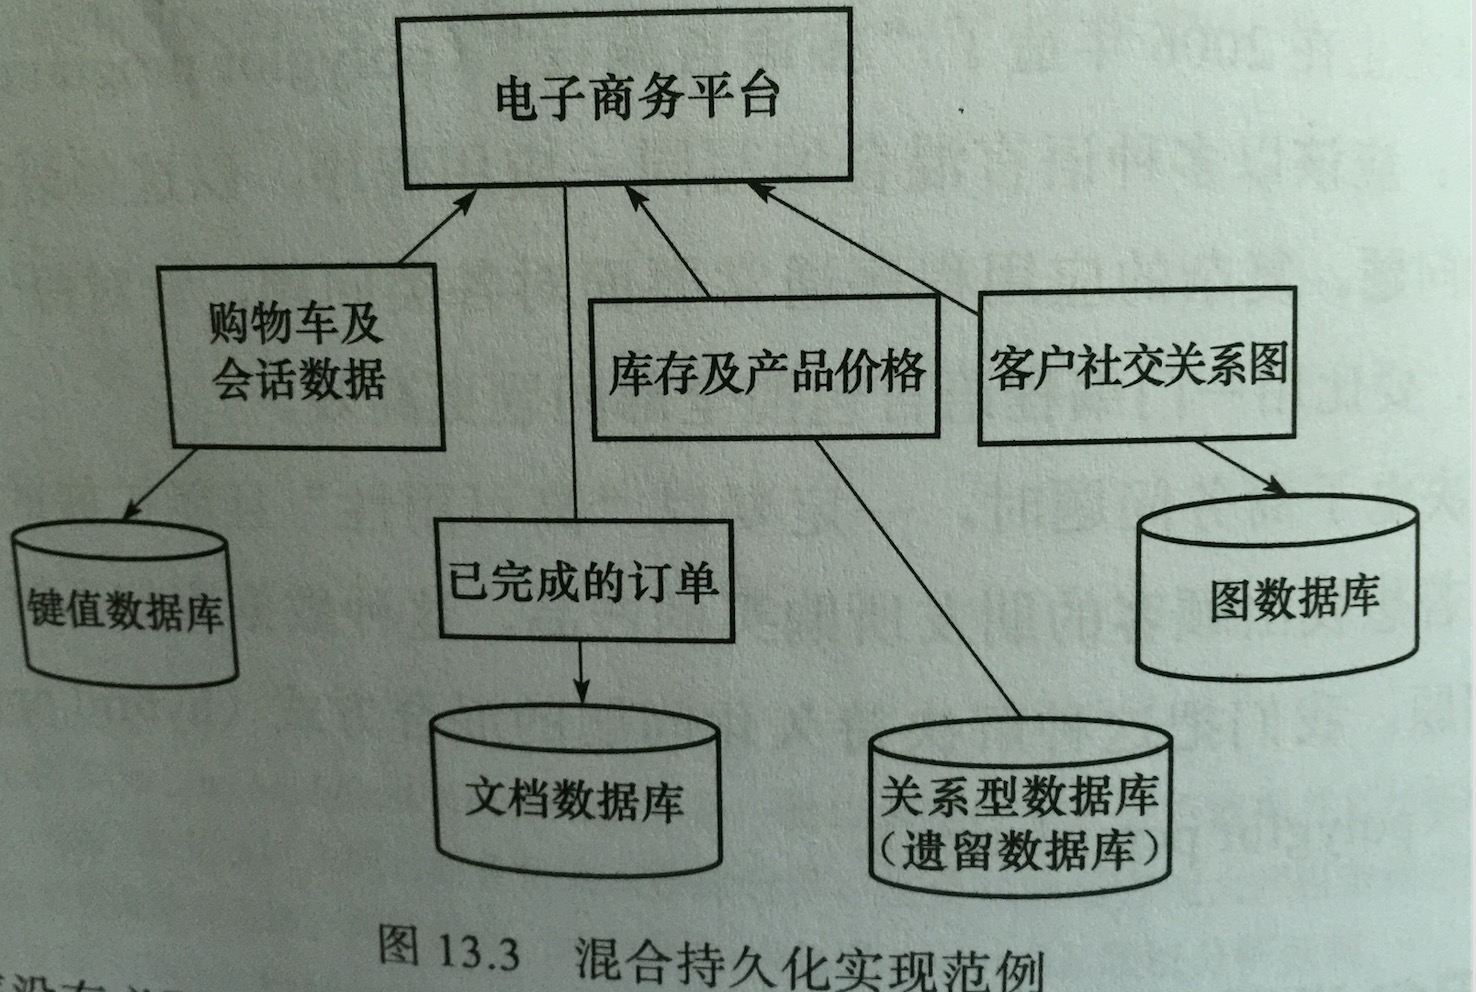 电子商务平台
购物车及
会话数据
库存及产品价格
客户社交关系图
已完成的订单
键值数据库
图数据库
文档数据库
关系型数据库
（遗留数据库）
图 13.3 混合持久化实现范例